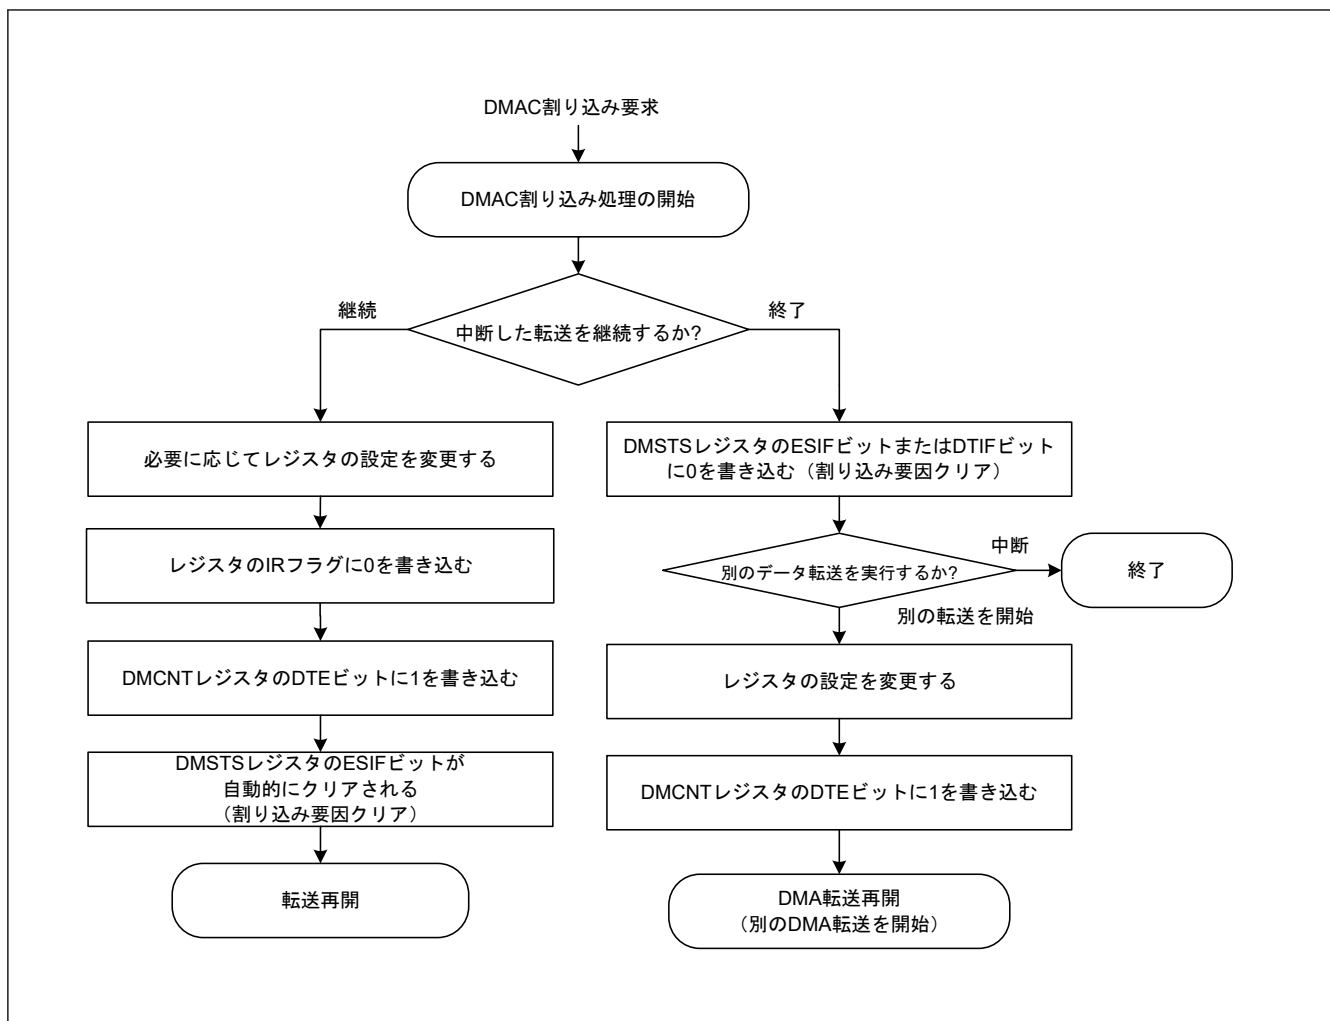 DMAC割り込み要求
DMAC割り込み処理の開始
中断した転送を継続するか?
継続
終了
必要に応じてレジスタの設定を変更する
レジスタのIRフラグに0を書き込む
DMCNTレジスタのDTEビットに1を書き込む
DMSTSレジスタのESIFビットが
自動的にクリアされる
（割り込み要因クリア）
転送再開
DMSTSレジスタのESIFビットまたはDTIFビット
に0を書き込む（割り込み要因クリア）
別のデータ転送を実行するか?
中断
終了
別の転送を開始
レジスタの設定を変更する
DMCNTレジスタのDTEビットに1を書き込む
DMA転送再開
（別のDMA転送を開始）